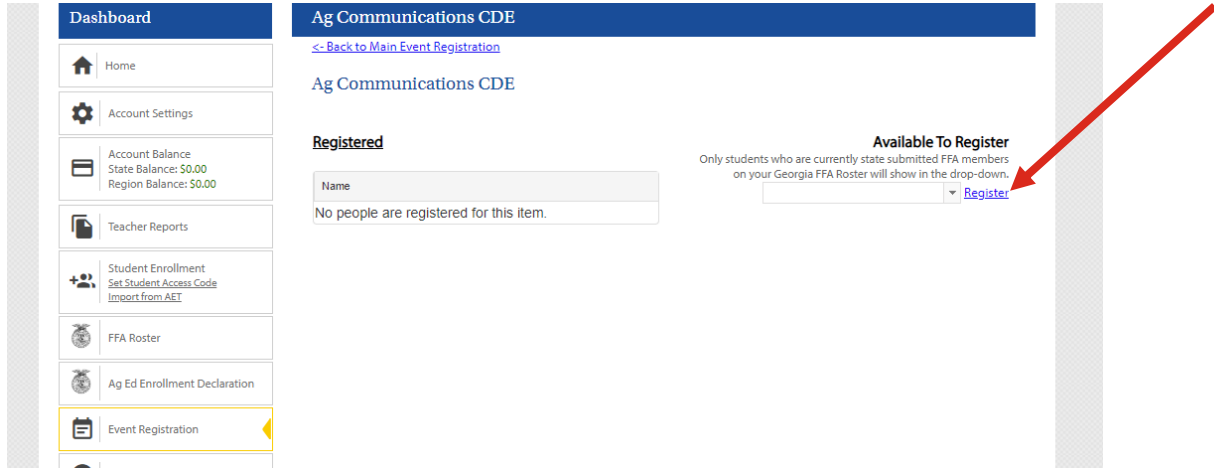 Dashboard
Home
Account Settings
Account Balance
State Balance: $0.00
Region Balance: $0.00
Teacher Reports
Student Enrollment
Set Student Access Code
Import from AET
FFA Roster
Ag Ed Enrollment Declaration
Event Registration
Ag Communications CDE
<- Back to Main Event Registration
Ag Communications CDE
Registered
Name
No people are registered for this item.
Available To Register
Only students who are currently state submitted FFA members
on your Georgia FFA Roster will show in the drop-down.
Register